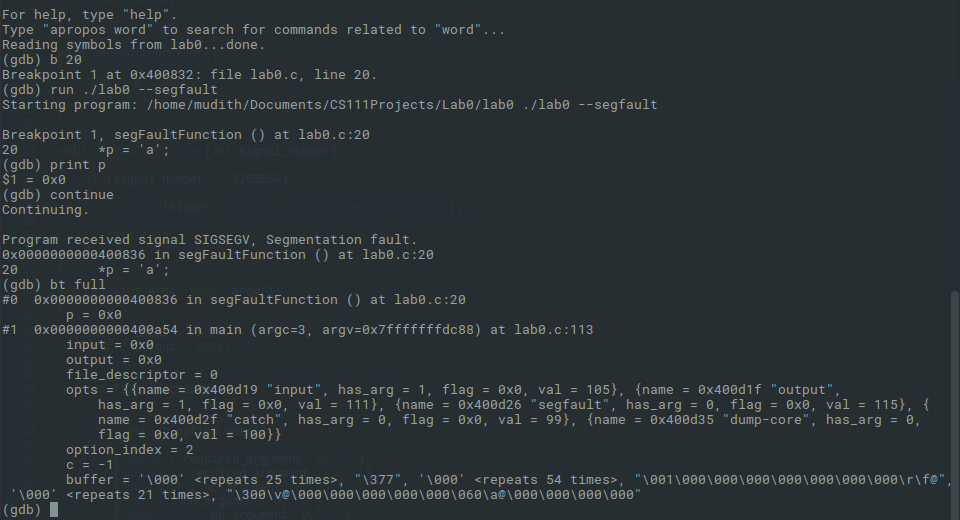 For help, type "help".
Type "apropos word" to search for commands related to "word"...
Reading symbols from lab0...done.
(gdb) b 20
Breakpoint 1 at 0x400832: file lab0.c, line 20.
(gdb) run ./lab0 --segfault
Starting program: /home/mudith/Documents/CS111Projects/Lab0/lab0 ./lab0 --segfault

Breakpoint 1, segFaultFunction () at lab0.c:20
20          *p = 'a';
(gdb) print p
$1 = 0x0
(gdb) continue
Continuing.

Program received signal SIGSEGV, Segmentation fault.
0x0000000000400836 in segFaultFunction () at lab0.c:20
20          *p = 'a';
(gdb) bt full
#0  0x0000000000400836 in segFaultFunction () at lab0.c:20
        p = 0x0
#1  0x0000000000400a54 in main (argc=3, argv=0x7fffffffdc88) at lab0.c:113
        input = 0x0
        output = 0x0
        file_descriptor = 0
        opts = {{name = 0x400d19 "input", has_arg = 1, flag = 0x0, val = 105}, {name = 0x400d1f "output",
            has_arg = 1, flag = 0x0, val = 111}, {name = 0x400d26 "segfault", has_arg = 0, flag = 0x0, val = 115}, {
            name = 0x400d2f "catch", has_arg = 0, flag = 0x0, val = 99}, {name = 0x400d35 "dump-core", has_arg = 0,
            flag = 0x0, val = 100}}
        option_index = 2
        c = -1
        buffer = '\000' <repeats 25 times>, "\377", '\000' <repeats 54 times>, "\001\000\000\000\000\000\000\000\r\f@",
 '\000' <repeats 21 times>, "\300\v@\000\000\000\000\000\060\a@\000\000\000\000"
(gdb)